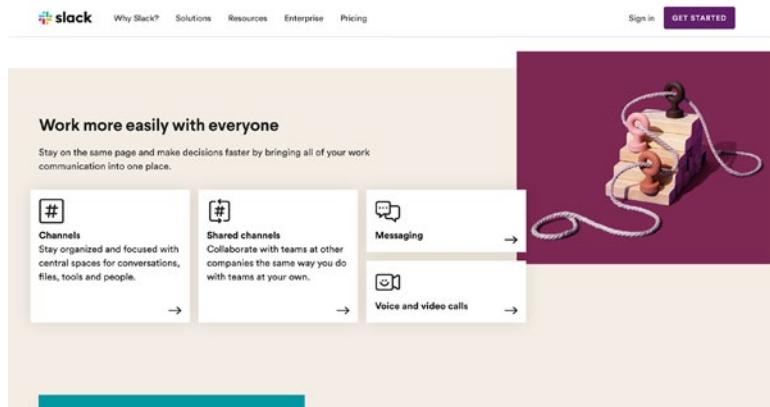 slack
Why Slack?
Solutions
Resources
Enterprise
Pricing
Sign in
GET STARTED
Work more easily with everyone
Stay on the same page and make decisions faster by bringing all of your work
communication into one place.
Channels
Stay organized and focused with
central spaces for conversations,
files, tools and people.
Shared channels
Collaborate with teams at other
companies the same way you do
with teams at your own.
Messaging
Voice and video calls